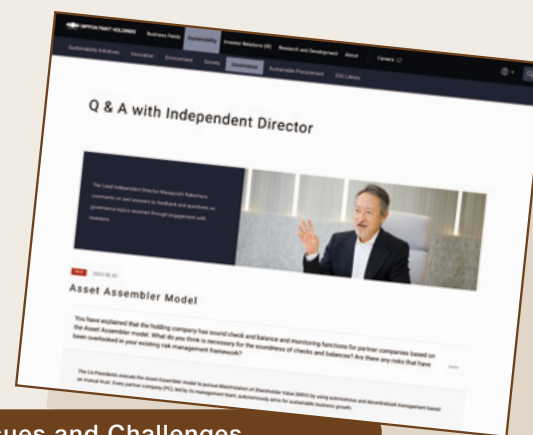 NIPPON PAINT HOLDINGS Business Fields Sustainability Investor Relations (IR) Research and Development About Careers
Sustainability Initiatives Innovation Environment Society Governance Sustainable Procurement ESG Library
Q & A with Independent Director
The Lead Independent Director Masayoshi Nakamura
comments on and answers to feedback and questions on
governance topics received through engagement with
investors.
Asset Assembler Model
You have explained that the holding company has sound check and balance and monitoring functions for partner companies based on
the Asset Assembler model. What do you think is necessary for the soundness of checks and balances? Are there any risks that have
been overlooked in your existing risk management framework?
The Co-Presidents execute the Asset Assembler model to pursue Maximization of Shareholder Value (MSV) by using autonomous and decentralized management based
on mutual trust. Every partner company (PC), led by its management team, autonomously aims for sustainable business growth.
ues and Challenges